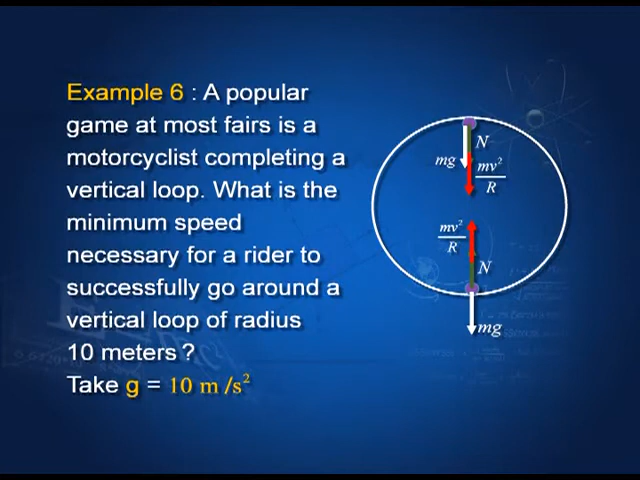 Example 6 : A popular
game at most fairs is a
motorcyclist completing a
vertical loop. What is the
minimum speed
necessary for a rider to
successfully go around a
vertical loop of radius
10 meters ?
Take g = 10 m /s²
N
mg
mv²
R
mv²
R
N
mg